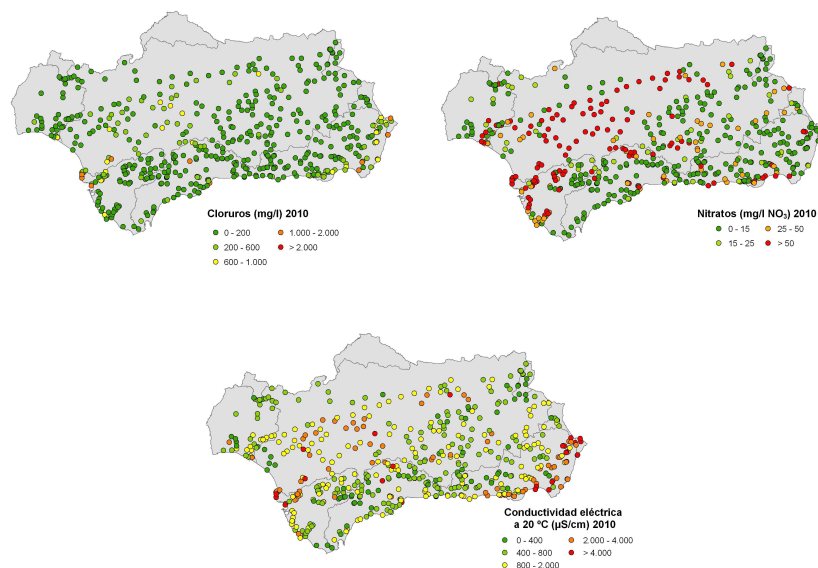 Cloruros (mg/l) 2010
0 - 200
1.000 - 2.000
200 - 600
> 2.000
600 - 1.000
Nitratos (mg/l NO₃) 2010
0 - 15
25 - 50
15 - 25
> 50
Conductividad eléctrica
a 20 ºC (µS/cm) 2010
0 - 400
2.000 - 4.000
400 - 800
> 4.000
800 - 2.000